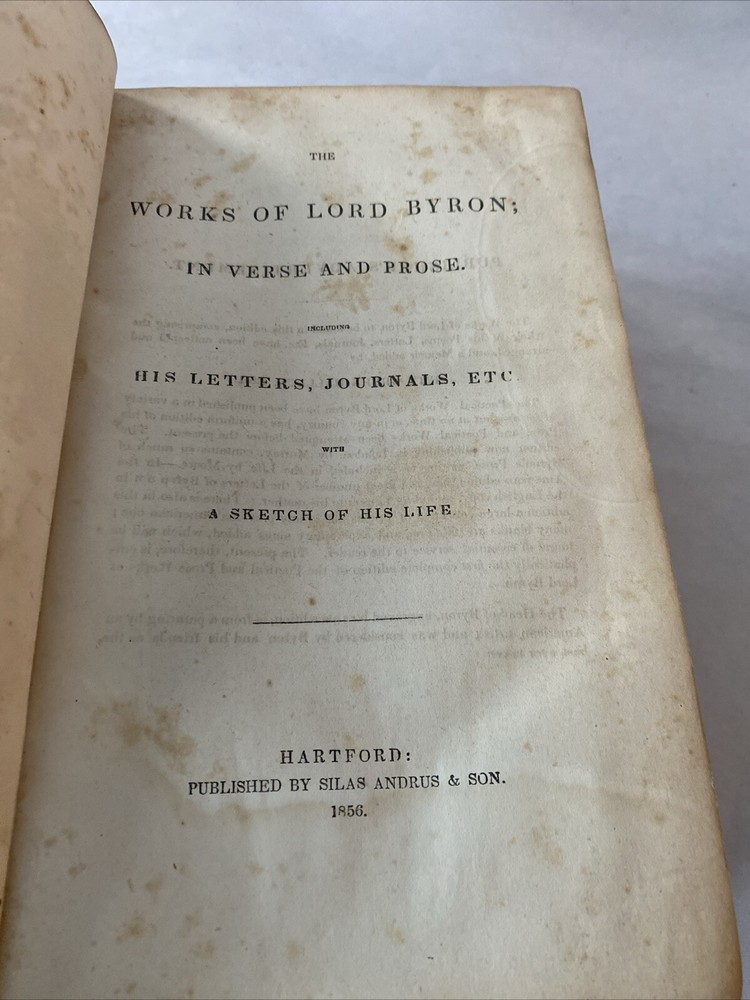 THE
WORKS OF LORD BYRON;
IN VERSE AND PROSE.
INCLUDING
HIS LETTERS, JOURNALS, ETC
WITH
A SKETCH OF HIS LIFE.
HARTFORD:
PUBLISHED BY SILAS ANDRUS & SON.
1856.